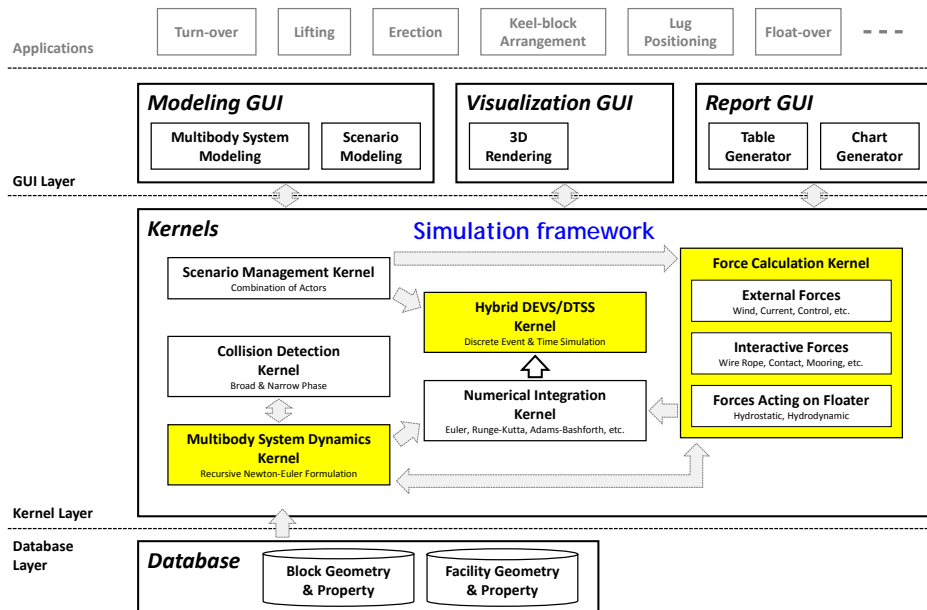 Applications
Turn-over
Lifting
Erection
Keel-block
Arrangement
Lug
Positioning
Float-over
Modeling GUI
Multibody System
Modeling
Scenario
Modeling
Visualization GUI
3D
Rendering
Report GUI
Table
Generator
Chart
Generator
GUI Layer
Kernels
Simulation framework
Scenario Management Kernel
Combination of Actors
Collision Detection
Kernel
Broad & Narrow Phase
Multibody System Dynamics
Kernel
Recursive Newton-Euler Formulation
Hybrid DEVS/DTSS
Kernel
Discrete Event & Time Simulation
Numerical Integration
Kernel
Euler, Runge-Kutta, Adams-Bashforth, etc.
Force Calculation Kernel
External Forces
Wind, Current, Control, etc.
Interactive Forces
Wire Rope, Contact, Mooring, etc.
Forces Acting on Floater
Hydrostatic, Hydrodynamic
Kernel Layer
Database
Layer
Database
Block Geometry
& Property
Facility Geometry
& Property